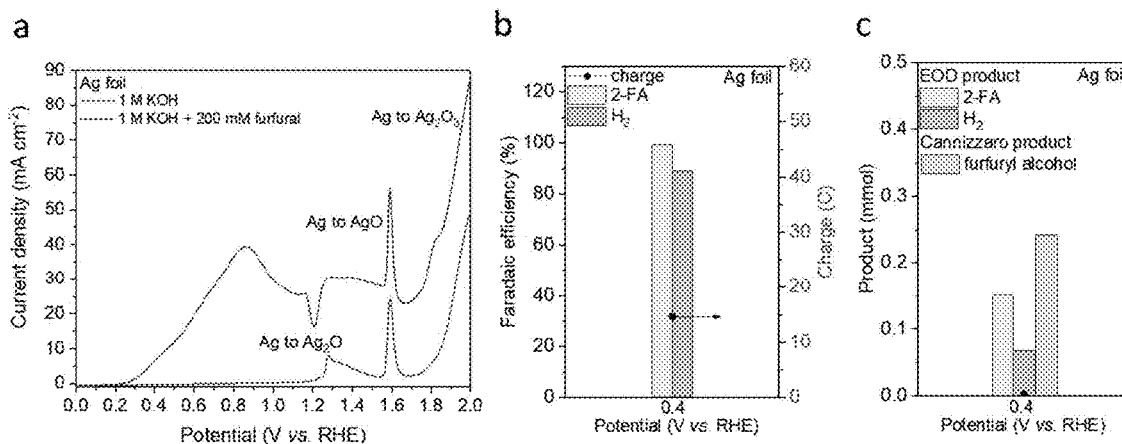 a
Ag foil
1 M KOH
1 M KOH + 200 mM furfural
Ag to Ag2O3
Ag to AgO
Ag to Ag2O
Current density (mA cm-2)
90
80
70
60
50
40
30
20
10
0
0.0 0.2 0.4 0.6 0.8 1.0 1.2 1.4 1.6 1.8 2.0
Potential (V vs. RHE)
b
charge
Ag foil
2-FA
H2
Faradaic efficiency (%)
120
100
80
60
40
20
0
60
50
40
30
20
10
0
Charge (C)
0.4
Potential (V vs. RHE)
c
EOD product
Ag foil
2-FA
H2
Cannizzaro product
furfuryl alcohol
Product (mmol)
0.5
0.4
0.3
0.2
0.1
0.0
0.4
Potential (V vs. RHE)